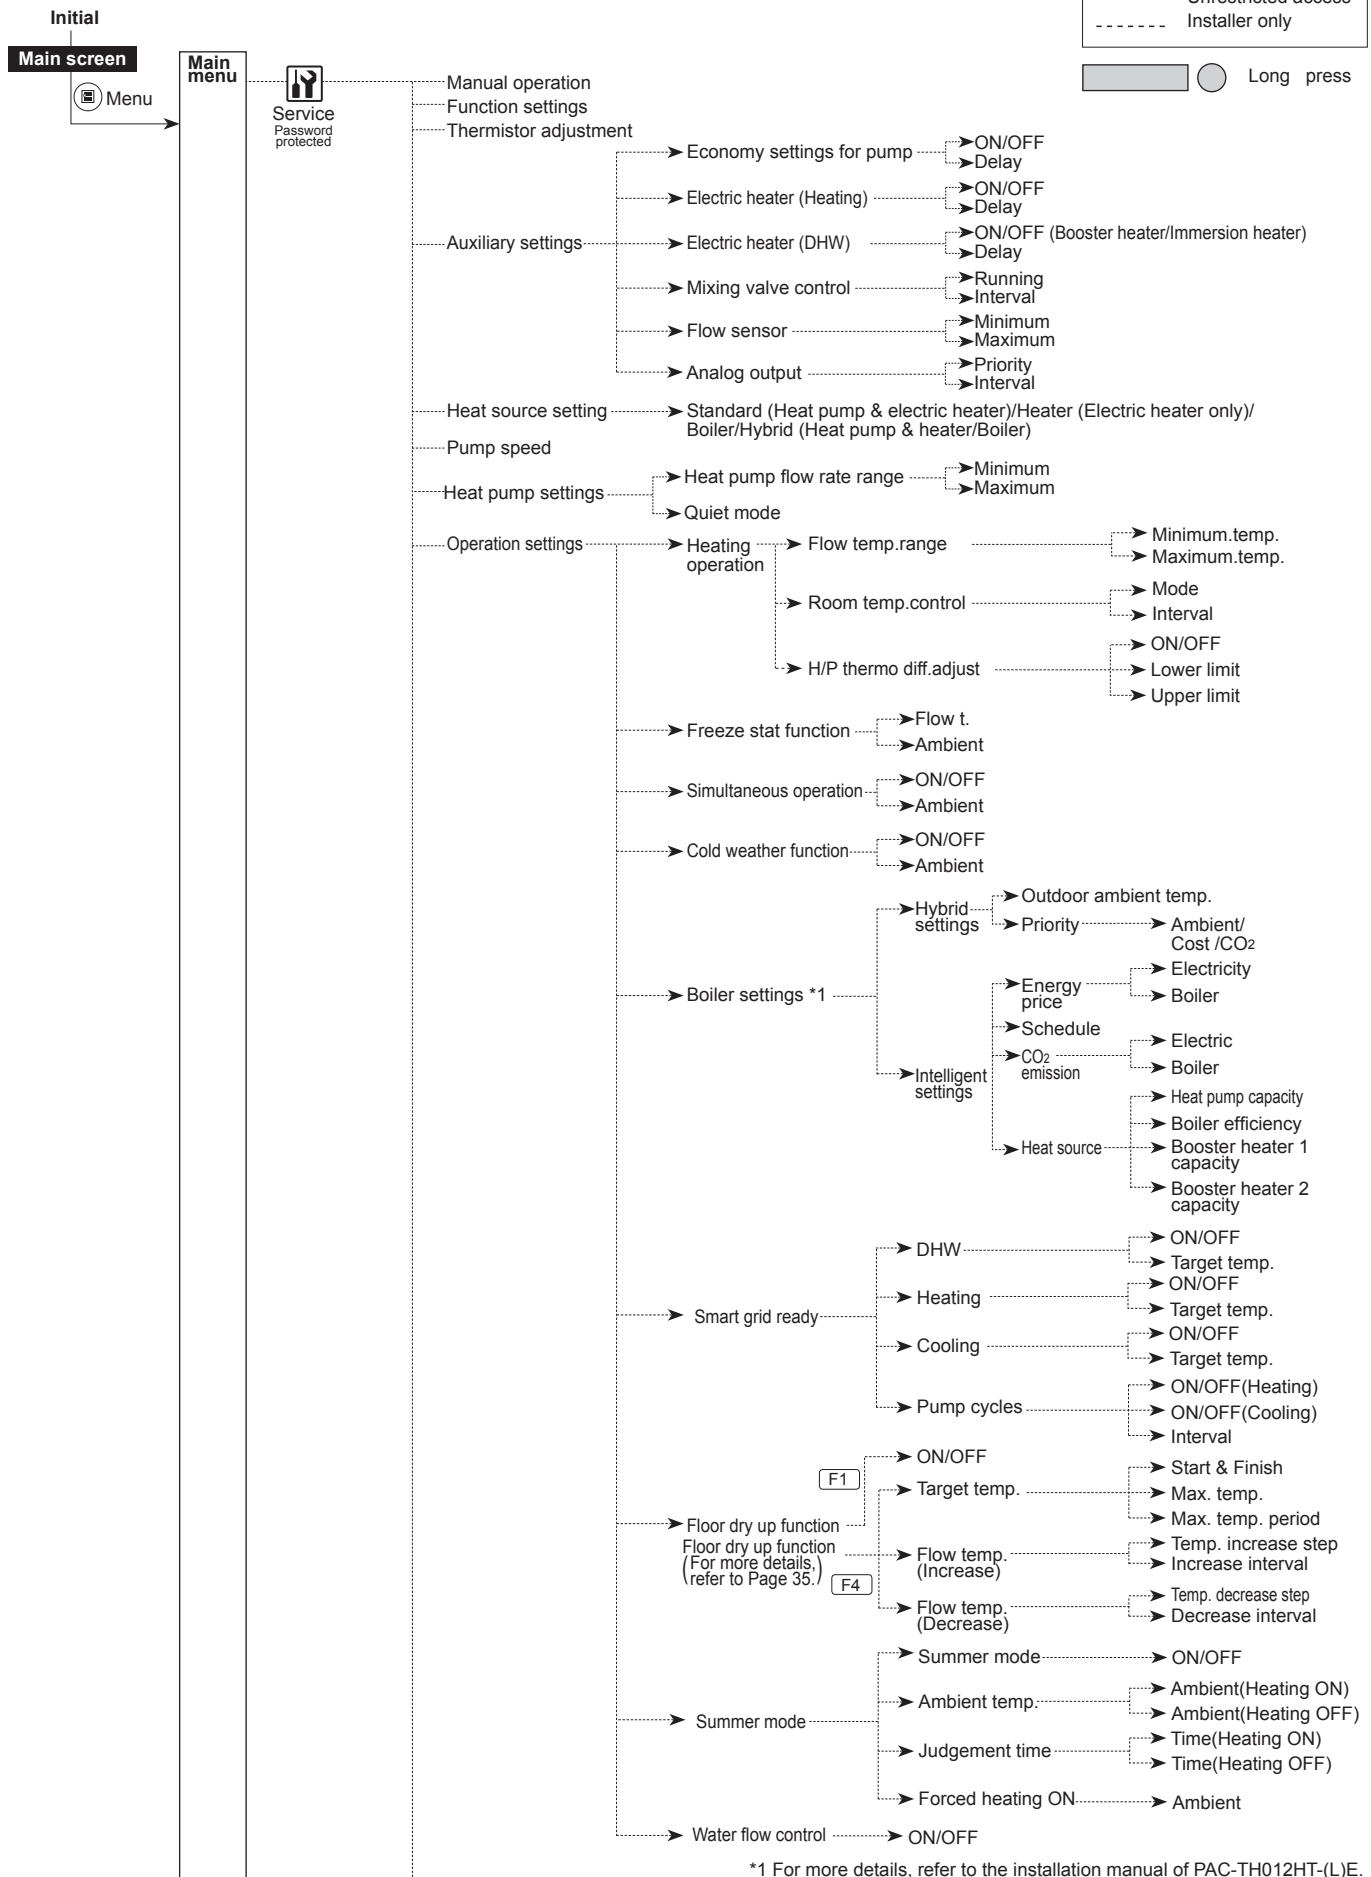 Initial
Installer only
Main screen
Main
menu
Menu
Long press
Service
Password
protected
Manual operation
Function settings
Thermistor adjustment
Auxiliary settings
Economy settings for pump
ON/OFF
Delay
Electric heater (Heating)
ON/OFF
Delay
Electric heater (DHW)
ON/OFF (Booster heater/Immersion heater)
Delay
Mixing valve control
Running
Interval
Flow sensor
Minimum
Maximum
Analog output
Priority
Interval
Heat source setting
Standard (Heat pump & electric heater)/Heater (Electric heater only)/
Boiler/Hybrid (Heat pump & heater/Boiler)
Pump speed
Heat pump settings
Heat pump flow rate range
Minimum
Maximum
Quiet mode
Operation settings
Heating
operation
Flow temp.range
Minimum.temp.
Maximum.temp.
Room temp.control
Mode
Interval
H/P thermo diff.adjust
ON/OFF
Lower limit
Upper limit
Freeze stat function
Flow t.
Ambient
Simultaneous operation
ON/OFF
Ambient
Cold weather function
ON/OFF
Ambient
Boiler settings *1
Hybrid
settings
Outdoor ambient temp.
Priority
Ambient/
Cost /CO2
Intelligent
settings
Energy
price
Electricity
Boiler
Schedule
CO2
emission
Electric
Boiler
Heat source
Heat pump capacity
Boiler efficiency
Booster heater 1
capacity
Booster heater 2
capacity
Smart grid ready
DHW
ON/OFF
Target temp.
Heating
ON/OFF
Target temp.
Cooling
ON/OFF
Target temp.
Pump cycles
ON/OFF(Heating)
ON/OFF(Cooling)
Interval
Floor dry up function
F1
ON/OFF
Floor dry up function
(For more details,
refer to Page 35.)
F4
Target temp.
Start & Finish
Max. temp.
Max. temp. period
Flow temp.
(Increase)
Temp. increase step
Increase interval
Flow temp.
(Decrease)
Temp. decrease step
Decrease interval
Summer mode
Summer mode
ON/OFF
Ambient temp.
Ambient(Heating ON)
Ambient(Heating OFF)
Judgement time
Time(Heating ON)
Time(Heating OFF)
Forced heating ON
Ambient
Water flow control
ON/OFF
*1 For more details, refer to the installation manual of PAC-TH012HT-(L)E.